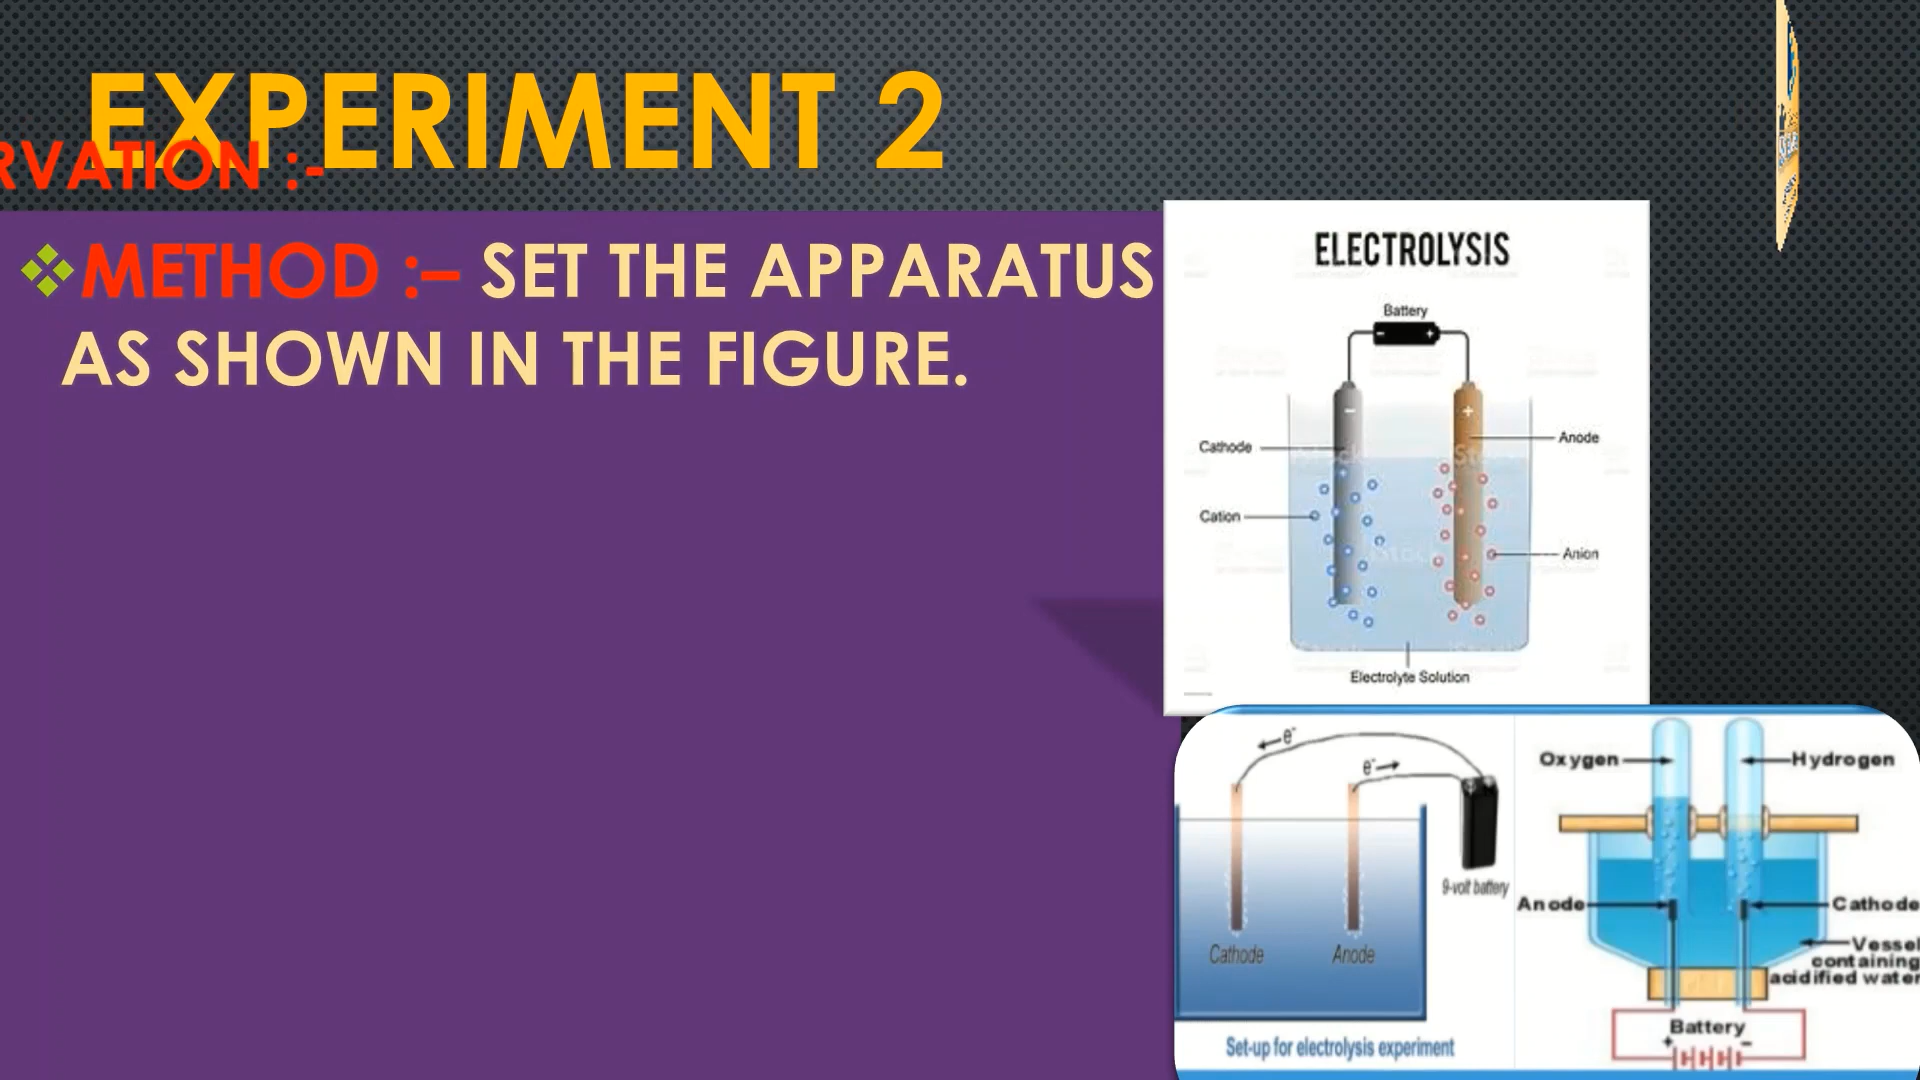 EXPERIMENT 2
RVATION :-
METHOD :– SET THE APPARATUS
AS SHOWN IN THE FIGURE.
ELECTROLYSIS
Battery
- +
− +
Cathode
Anode
Cation
Anion
Electrolyte Solution
e-
e-
9-volt battery
Cathode
Anode
Set-up for electrolysis experiment
Oxygen
Hydrogen
Anode
Cathode
Vessel
containing
acidified water
Battery
+ −